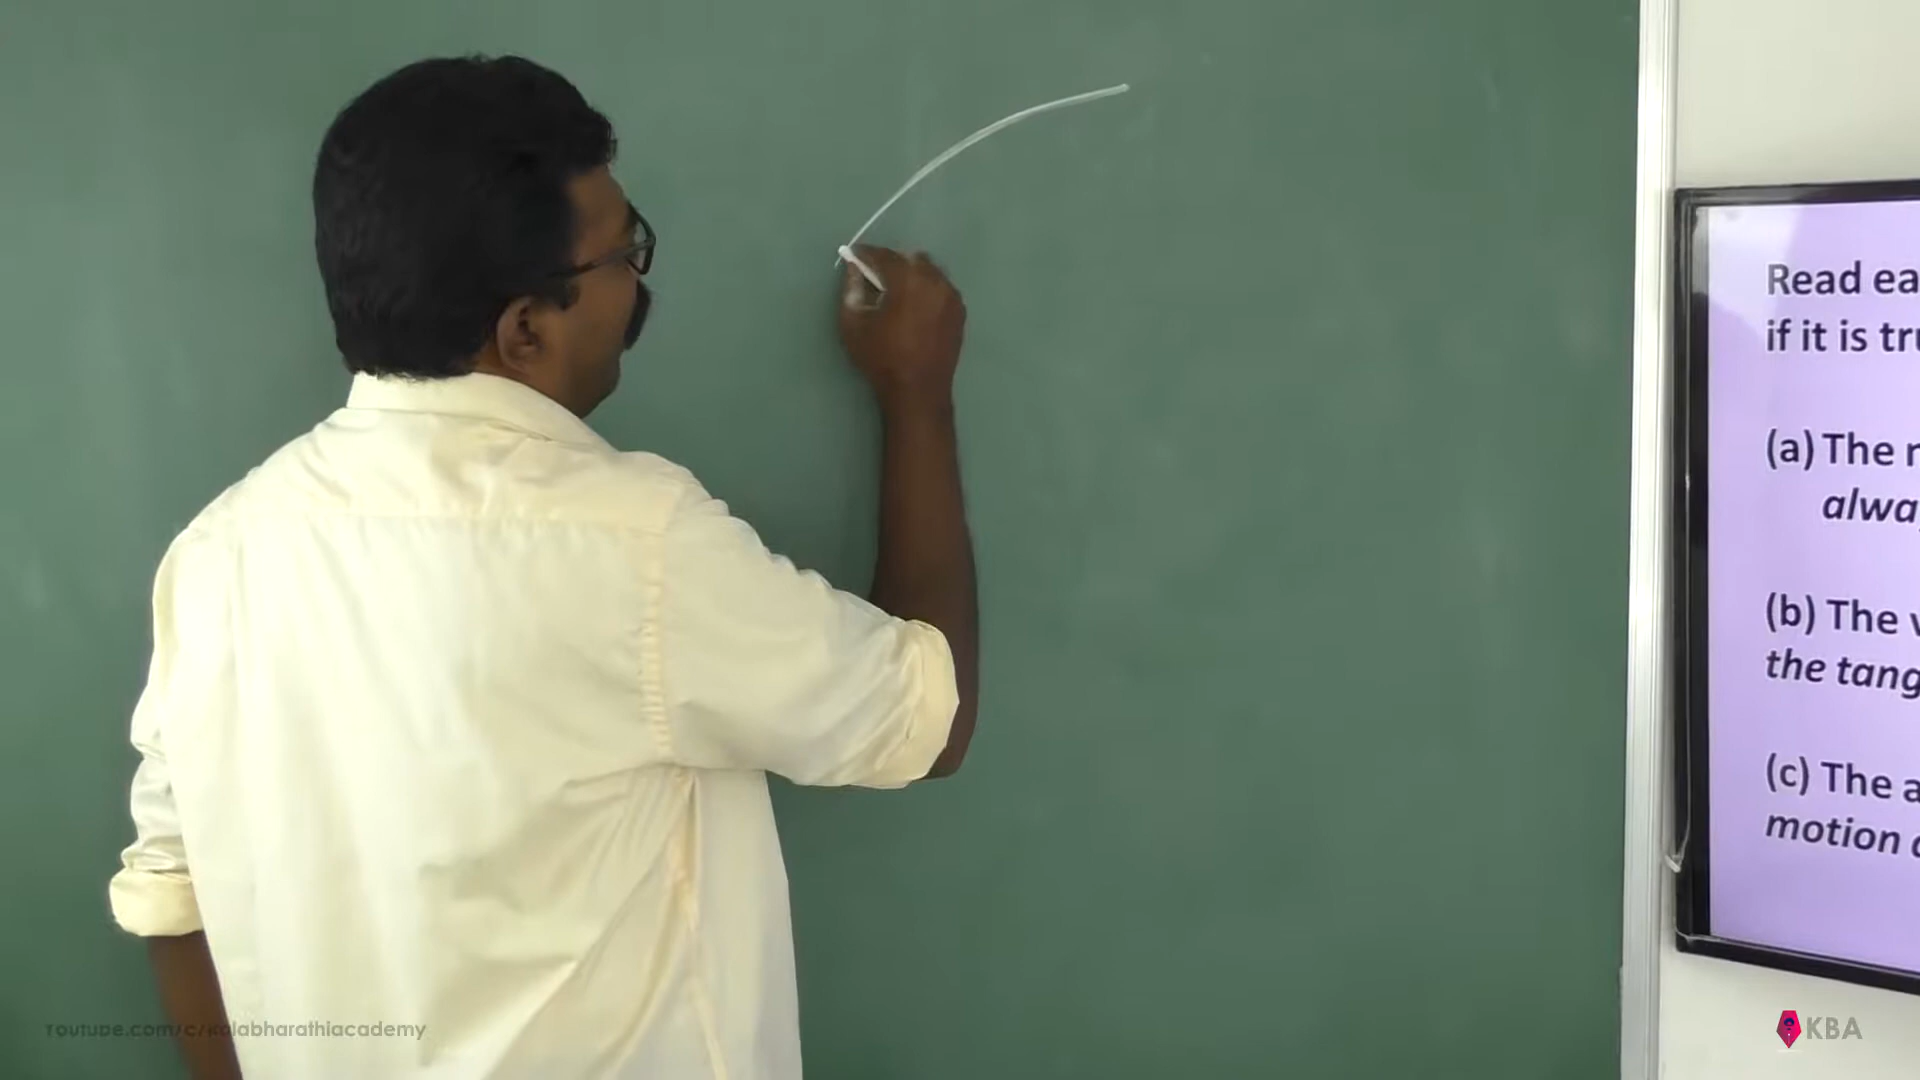 Read ea
if it is tr
(a) The
alwa
(b) The
the tang
(c) The a
motion
Youtube.com/c/kalabharathiacademy
KBA